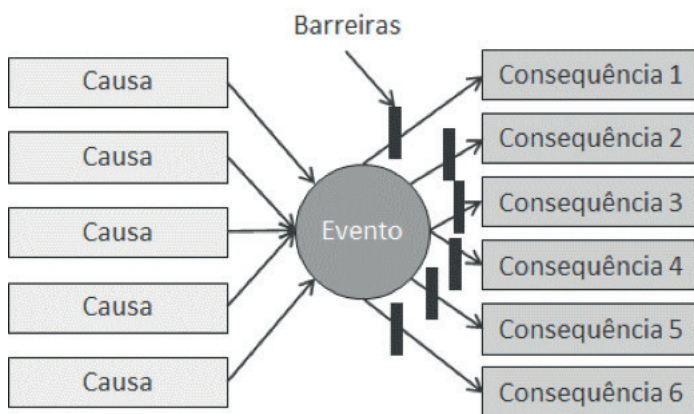 Barreiras
Causa
Causa
Causa
Causa
Causa
Evento
Consequência 1
Consequência 2
Consequência 3
Consequência 4
Consequência 5
Consequência 6